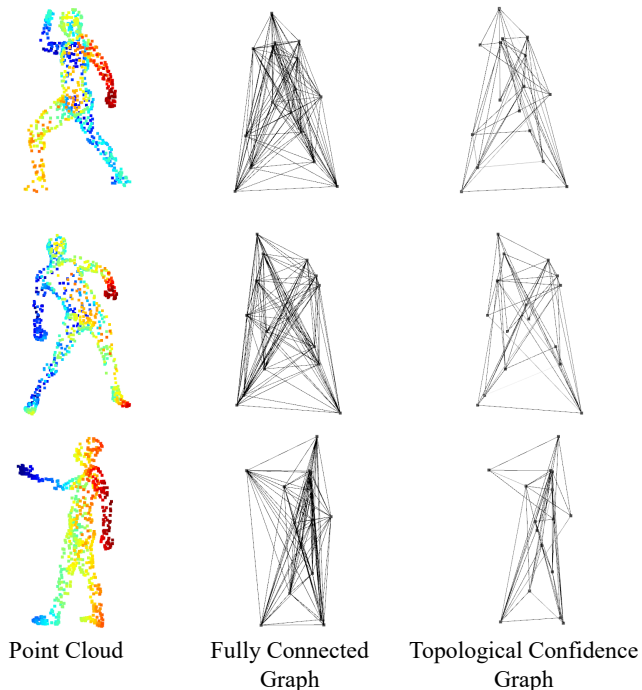 Point Cloud
Fully Connected
Graph
Topological Confidence
Graph